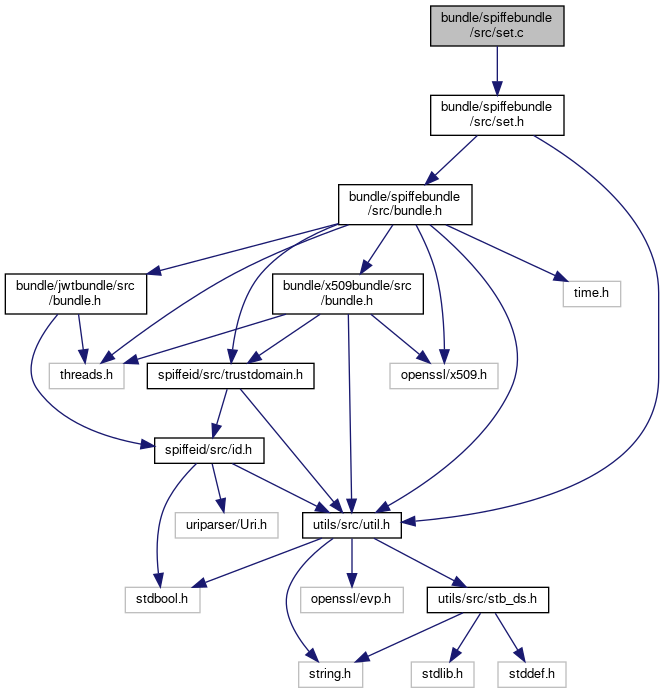 bundle/spiffebundle
/src/set.c
bundle/spiffebundle
/src/set.h
bundle/spiffebundle
/src/bundle.h
bundle/jwtbundle/src
/bundle.h
bundle/x509bundle/src
/bundle.h
time.h
threads.h
spiffeid/src/trustdomain.h
openssl/x509.h
spiffeid/src/id.h
uriparser/Uri.h
utils/src/util.h
stdbool.h
openssl/evp.h
utils/src/stb_ds.h
string.h
stdlib.h
stddef.h